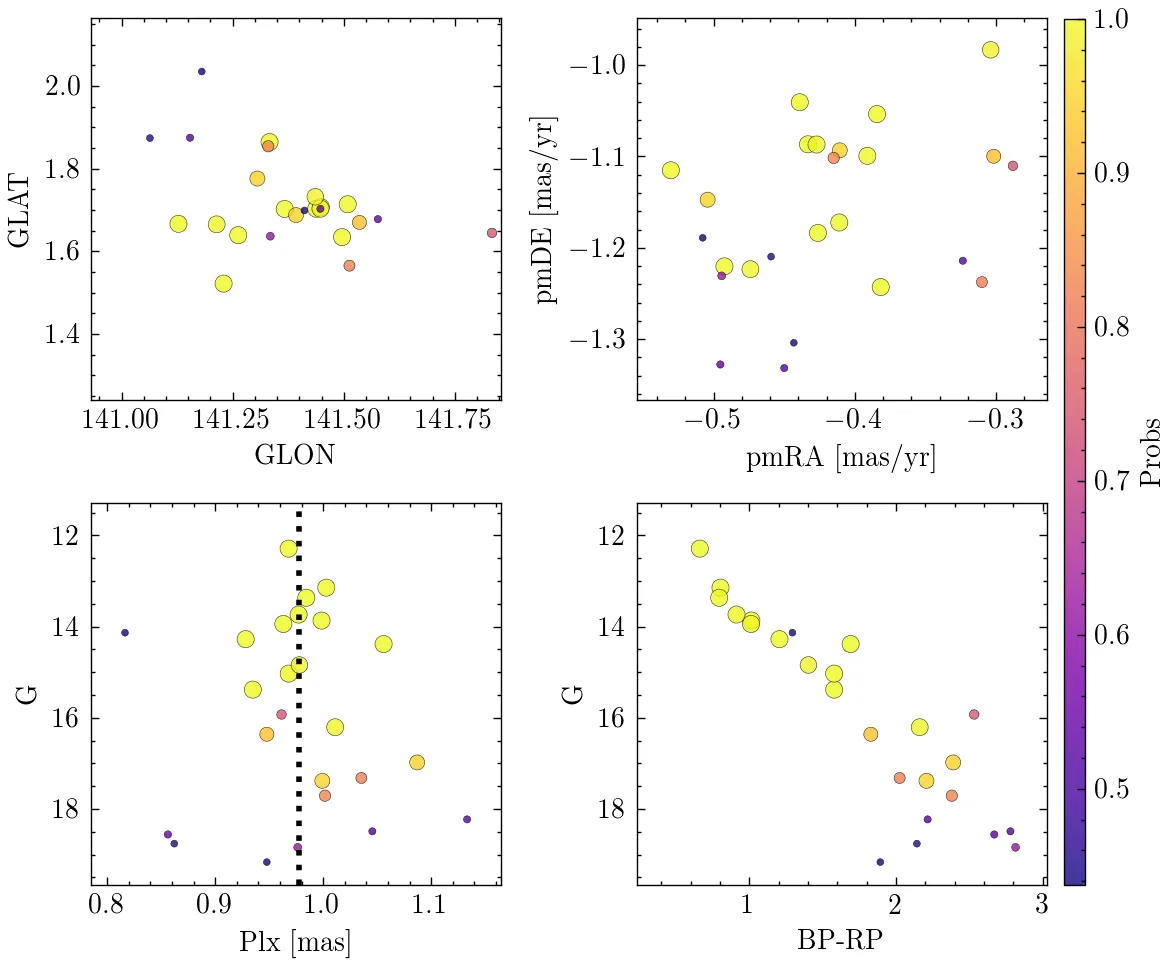 2.0
1.8
1.6
1.4
GLAT
141.00 141.25 141.50 141.75
GLON
−1.0
−1.1
−1.2
−1.3
pmDE [mas/yr]
−0.5 −0.4 −0.3
pmRA [mas/yr]
12
14
16
18
G
0.8 0.9 1.0 1.1
Plx [mas]
12
14
16
18
G
1 2 3
BP-RP
1.0
0.9
0.8
0.7
0.6
0.5
Probs